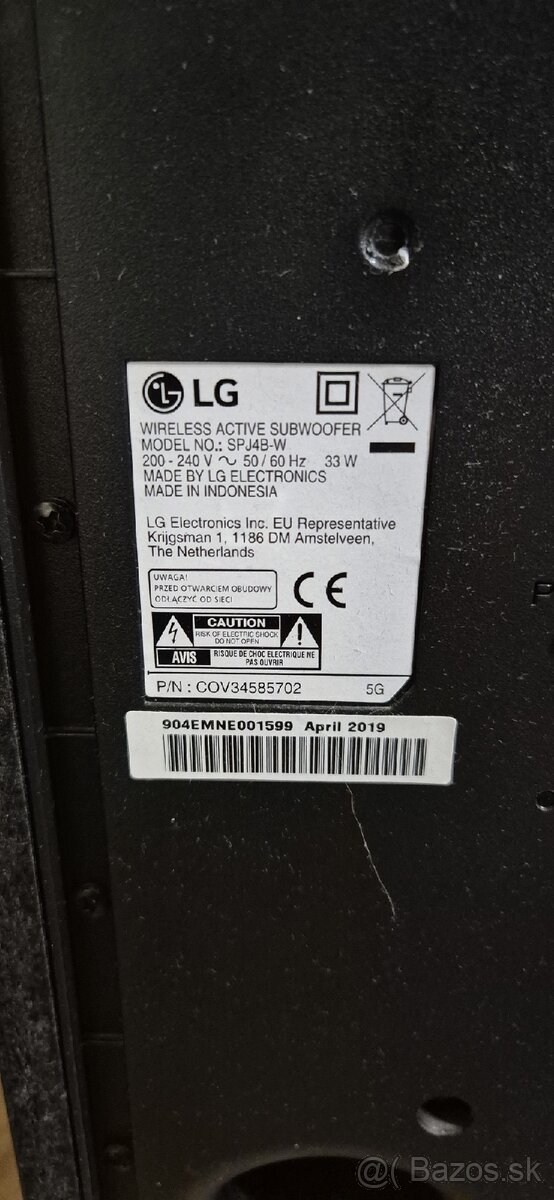 LG
WIRELESS ACTIVE SUBWOOFER
MODEL NO.: SPJ4B-W
200 - 240 V ~ 50 / 60 Hz 33 W
MADE BY LG ELECTRONICS
MADE IN INDONESIA
LG Electronics Inc. EU Representative
Krijgsman 1, 1186 DM Amstelveen,
The Netherlands
UWAGA!
PRZED OTWARCIEM OBUDOWY
ODŁĄCZYĆ OD SIECI
CE
CAUTION
RISK OF ELECTRIC SHOCK
DO NOT OPEN
AVIS
RISQUE DE CHOC ELECTRIQUE NE
PAS OUVRIR
P/N : COV34585702 5G
904EMNE001599 April 2019
P
@( Bazos.sk